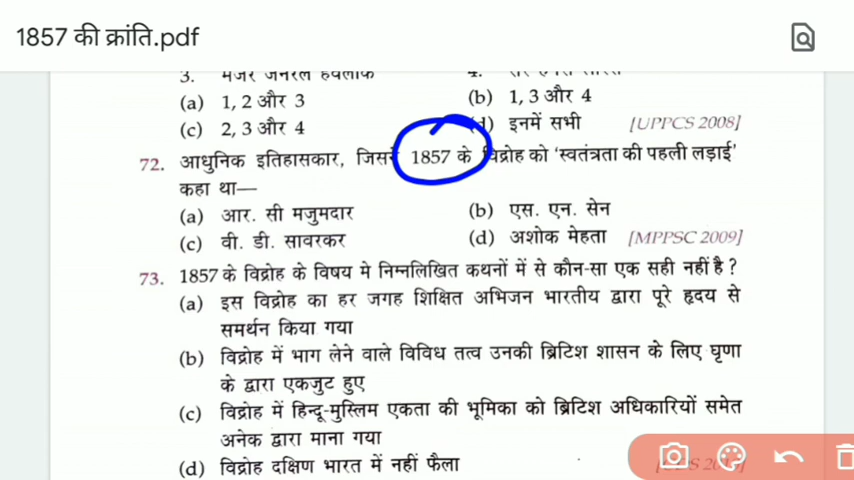 1857 की क्रांति.pdf
3.
(a) 1, 2 और 3 (b) 1, 3 और 4
(c) 2, 3 और 4 (d) इनमें सभी [UPPCS 2008]
72. आधुनिक इतिहासकार, जिसने 1857 के विद्रोह को ‘स्वतंत्रता की पहली लड़ाई’
कहा था—
(a) आर. सी मजुमदार (b) एस. एन. सेन
(c) वी. डी. सावरकर (d) अशोक मेहता [MPPSC 2009]
73. 1857 के विद्रोह के विषय मे निम्नलिखित कथनों में से कौन-सा एक सही नहीं है ?
(a) इस विद्रोह का हर जगह शिक्षित अभिजन भारतीय द्वारा पूरे हृदय से
समर्थन किया गया
(b) विद्रोह में भाग लेने वाले विविध तत्व उनकी ब्रिटिश शासन के लिए घृणा
के द्वारा एकजुट हुए
(c) विद्रोह में हिन्दू-मुस्लिम एकता की भूमिका को ब्रिटिश अधिकारियों समेत
अनेक द्वारा माना गया
(d) विद्रोह दक्षिण भारत में नहीं फैला